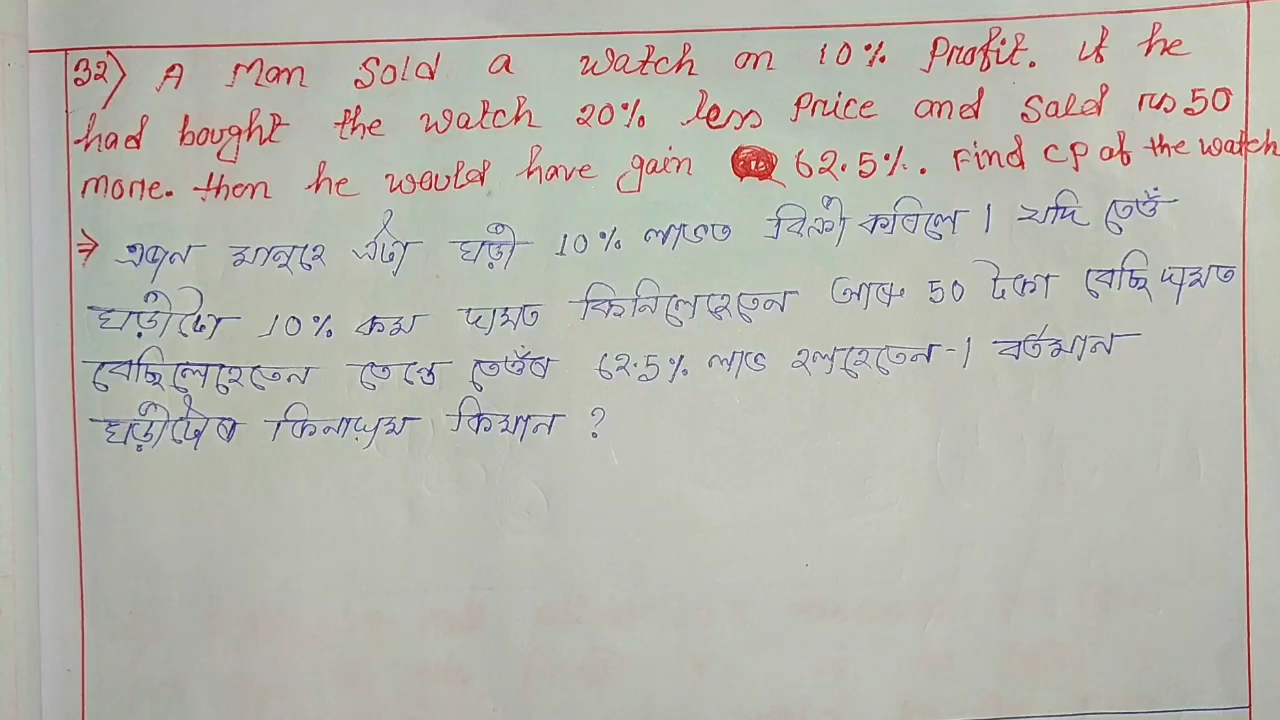 32) A Man Sold a watch on 10% Profit. if he
had bought the watch 20% less Price and Sold rs 50
more. then he would have gain 62.5%. Find CP of the watch
⇒ এজন মানুহে এটা ঘড়ী 10% লাভত বিক্ৰী কৰিলে। যদি তেওঁ
ঘড়ীটো 10% কম দামত কিনিলেহেতেন আৰু 50 টকা বেছি দামত
বেছিলেহেতেন তেন্তে তেওঁৰ 62.5% লাভ হ'লহেতেন-। বৰ্তমান
ঘড়ীটোৰ কিনাদাম কিমান ?